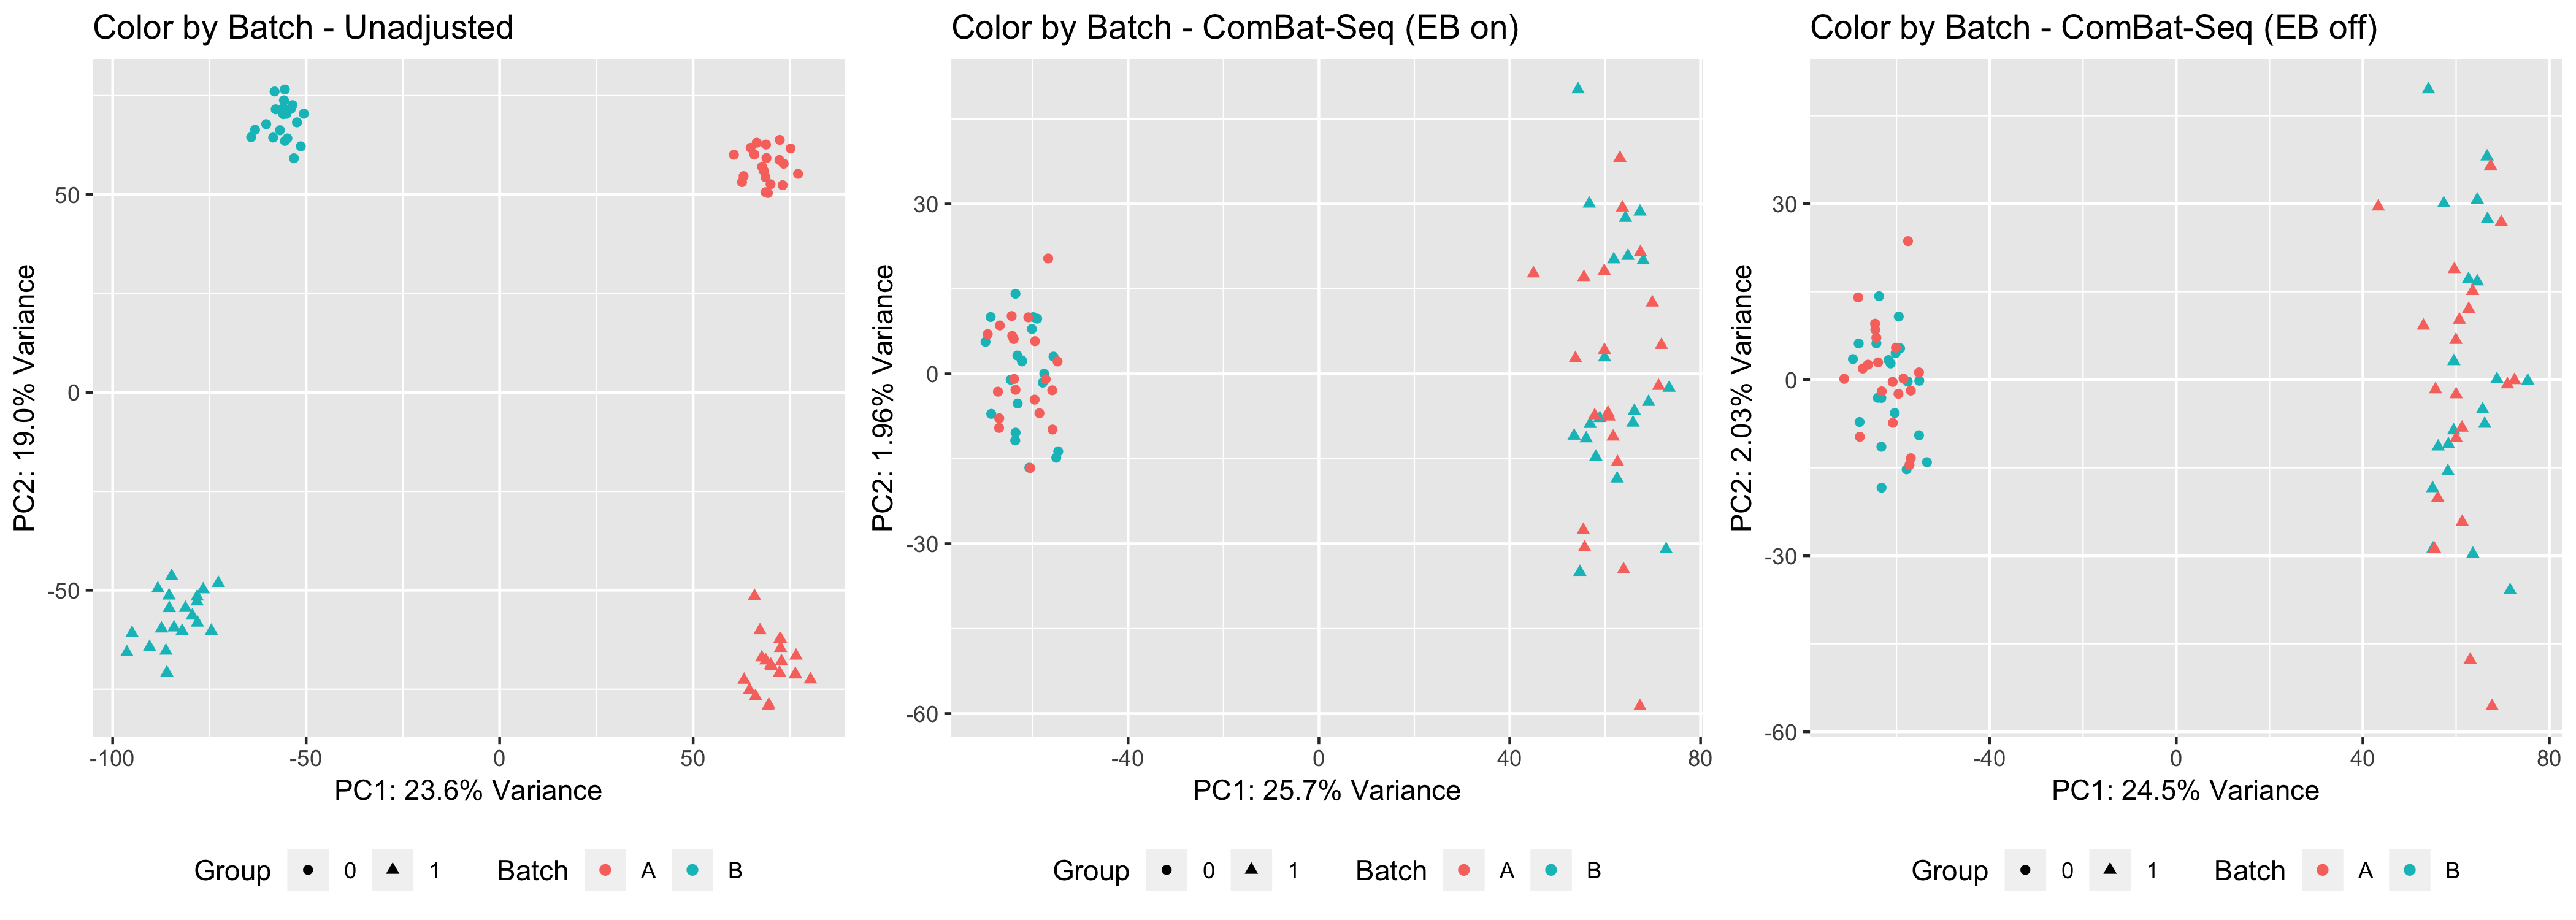 Color by Batch - Unadjusted
50
0
-50
-100
-50
0
50
PC2: 19.0% Variance
PC1: 23.6% Variance
Group 0 1 Batch A B
Color by Batch - ComBat-Seq (EB on)
30
0
-30
-60
-40
0
40
80
PC2: 1.96% Variance
PC1: 25.7% Variance
Group 0 1 Batch A B
Color by Batch - ComBat-Seq (EB off)
30
0
-30
-60
-40
0
40
80
PC2: 2.03% Variance
PC1: 24.5% Variance
Group 0 1 Batch A B